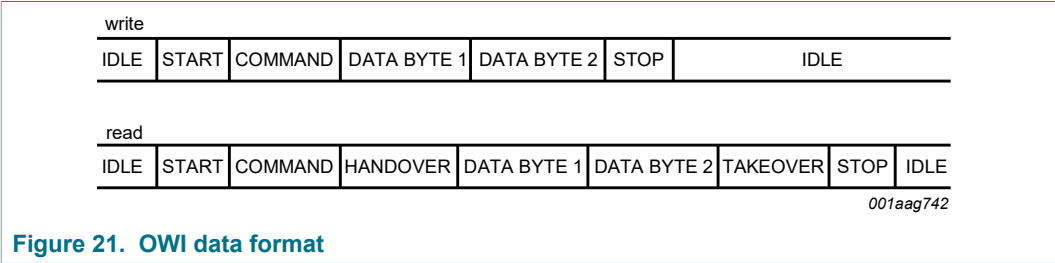 write
IDLE START COMMAND DATA BYTE 1 DATA BYTE 2 STOP IDLE
read
IDLE START COMMAND HANDOVER DATA BYTE 1 DATA BYTE 2 TAKEOVER STOP IDLE
001aag742
Figure 21. OWI data format